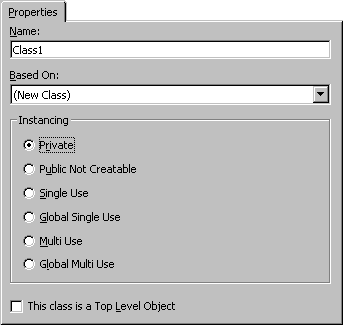 Properties
Name:
Class1
Based On:
(New Class)
Instancing
Private
Public Not Creatable
Single Use
Global Single Use
Multi Use
Global Multi Use
This class is a Top Level Object